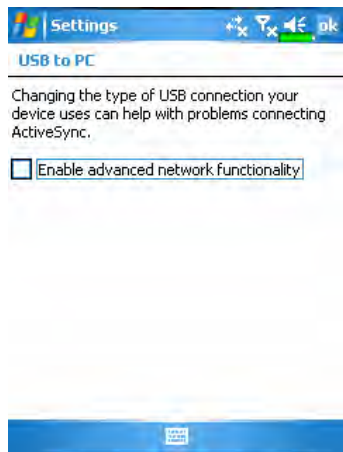 Settings
ok
USB to PC
Changing the type of USB connection your
device uses can help with problems connecting
ActiveSync.
Enable advanced network functionality